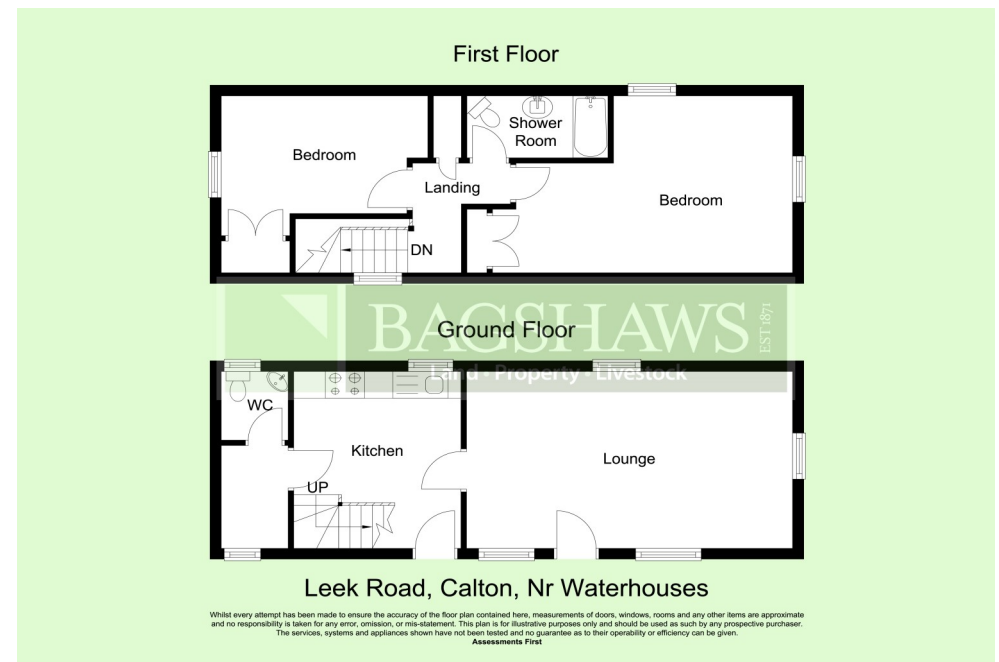 First Floor
Bedroom
Shower
Room
Landing
Bedroom
DN
BAGSHAWS
EST 1871
Ground Floor
Land · Property · Livestock
WC
Kitchen
Lounge
UP
Leek Road, Calton, Nr Waterhouses
Whilst every attempt has been made to ensure the accuracy of the floor plan contained here, measurements of doors, windows, rooms and any other items are approximate
and no responsibility is taken for any error, omission, or mis-statement. This plan is for illustrative purposes only and should be used as such by any prospective purchaser.
The services, systems and appliances shown have not been tested and no guarantee as to their operability or efficiency can be given.
Assessments First